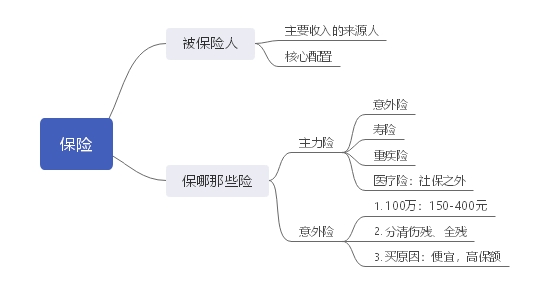 保险
被保险人
主要收入的来源人
核心配置
保哪那些险
主力险
意外险
寿险
重疾险
医疗险：社保之外
意外险
1.100万：150-400元
2.分清伤残、全残
3.买原因：便宜，高保额